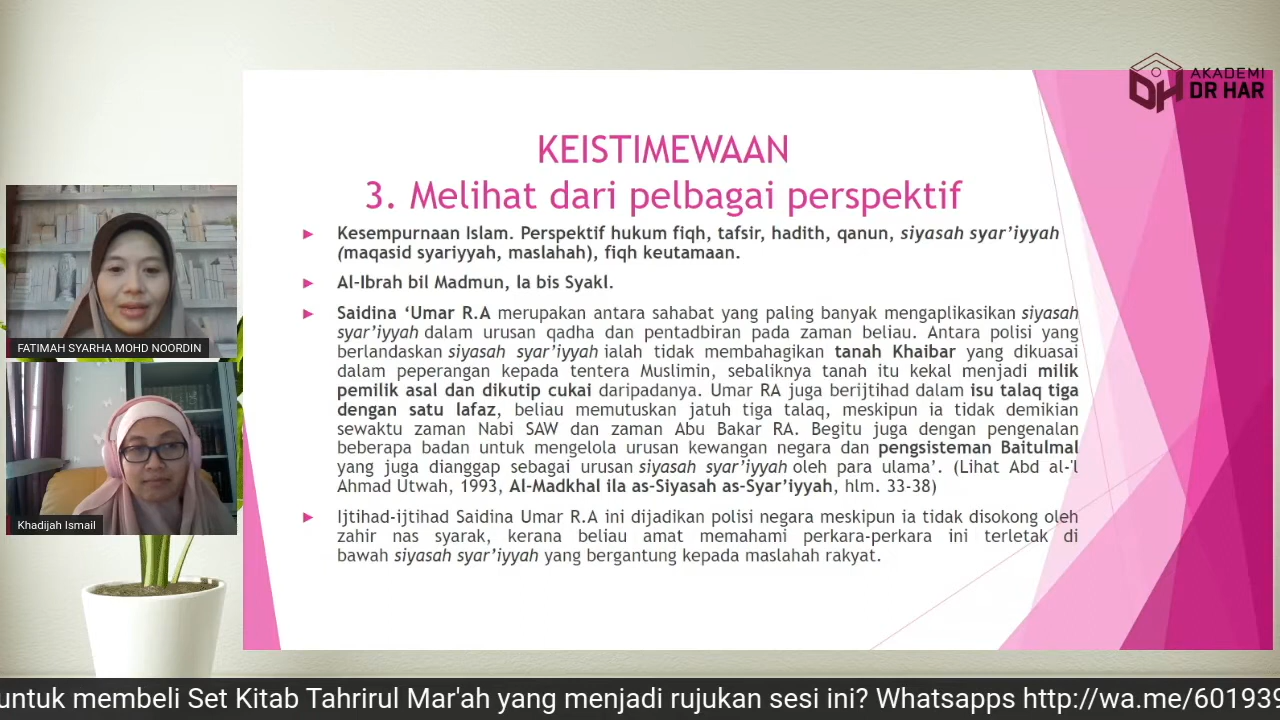 AKADEMI
DR HAR
KEISTIMEWAAN
3. Melihat dari pelbagai perspektif
► Kesempurnaan Islam. Perspektif hukum fiqh, tafsir, hadith, qanun, siyasah syar’iyyah
(maqasid syariyyah, maslahah), fiqh keutamaan.
► Al-Ibrah bil Madmun, la bis Syakl.
► Saidina ‘Umar R.A merupakan antara sahabat yang paling banyak mengaplikasikan siyasah
syar’iyyah dalam urusan qadha dan pentadbiran pada zaman beliau. Antara polisi yang
berlandaskan siyasah syar’iyyah ialah tidak membahagikan tanah Khaibar yang dikuasai
dalam peperangan kepada tentera Muslimin, sebaliknya tanah itu kekal menjadi milik
pemilik asal dan dikutip cukai daripadanya. Umar RA juga berijtihad dalam isu talaq tiga
dengan satu lafaz, beliau memutuskan jatuh tiga talaq, meskipun ia tidak demikian
sewaktu zaman Nabi SAW dan zaman Abu Bakar RA. Begitu juga dengan pengenalan
beberapa badan untuk mengelola urusan kewangan negara dan pengsisteman Baitulmal
yang juga dianggap sebagai urusan siyasah syar’iyyah oleh para ulama’. (Lihat Abd al-'l
Ahmad Utwah, 1993, Al-Madkhal ila as-Siyasah as-Syar’iyyah, hlm. 33-38)
► Ijtihad-ijtihad Saidina Umar R.A ini dijadikan polisi negara meskipun ia tidak disokong oleh
zahir nas syarak, kerana beliau amat memahami perkara-perkara ini terletak di
bawah siyasah syar’iyyah yang bergantung kepada maslahah rakyat.
FATIMAH SYARHA MOHD NOORDIN
Khadijah Ismail
untuk membeli Set Kitab Tahrirul Mar'ah yang menjadi rujukan sesi ini? Whatsapps http://wa.me/601939